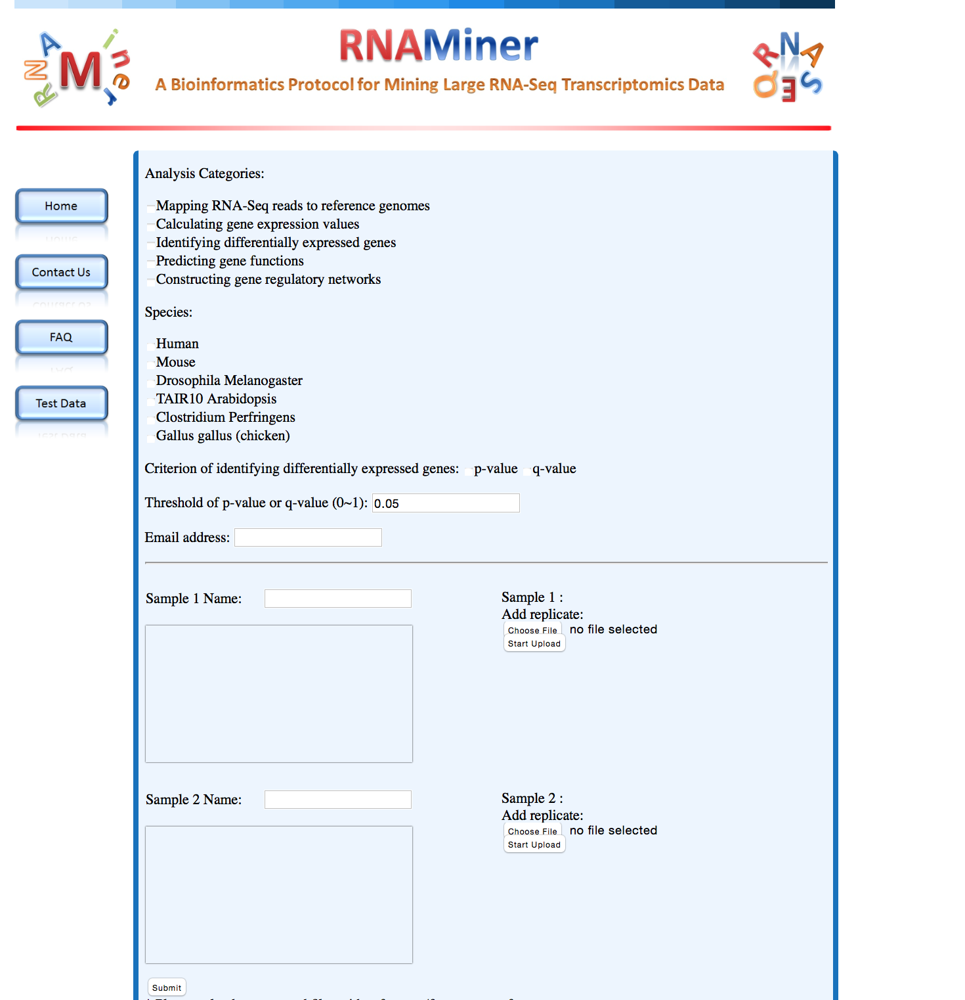 RNA Miner
RNAMiner
A Bioinformatics Protocol for Mining Large RNA-Seq Transcriptomics Data
RNA SEQ
Home
Contact Us
FAQ
Test Data
Analysis Categories:
Mapping RNA-Seq reads to reference genomes
Calculating gene expression values
Identifying differentially expressed genes
Predicting gene functions
Constructing gene regulatory networks
Species:
Human
Mouse
Drosophila Melanogaster
TAIR10 Arabidopsis
Clostridium Perfringens
Gallus gallus (chicken)
Criterion of identifying differentially expressed genes: p-value q-value
Threshold of p-value or q-value (0~1): 0.05
Email address:
Sample 1 Name:
Sample 1 :
Add replicate:
Choose File no file selected
Start Upload
Sample 2 Name:
Sample 2 :
Add replicate:
Choose File no file selected
Start Upload
Submit